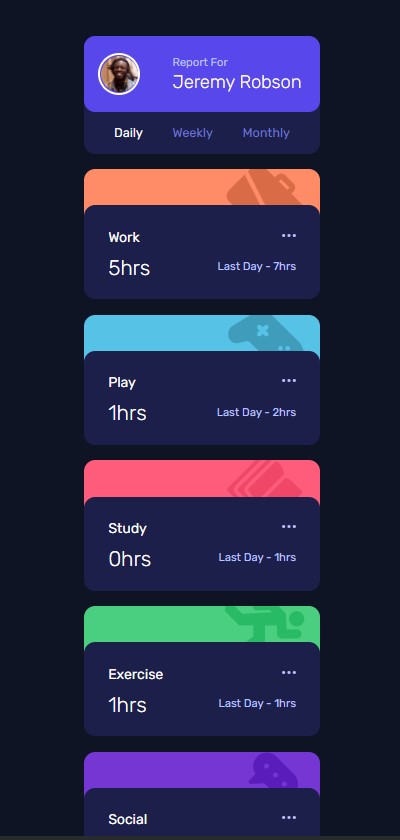 Report For
Jeremy Robson
Daily Weekly Monthly
Work
5hrs Last Day - 7hrs
Play
1hrs Last Day - 2hrs
Study
0hrs Last Day - 1hrs
Exercise
1hrs Last Day - 1hrs
Social